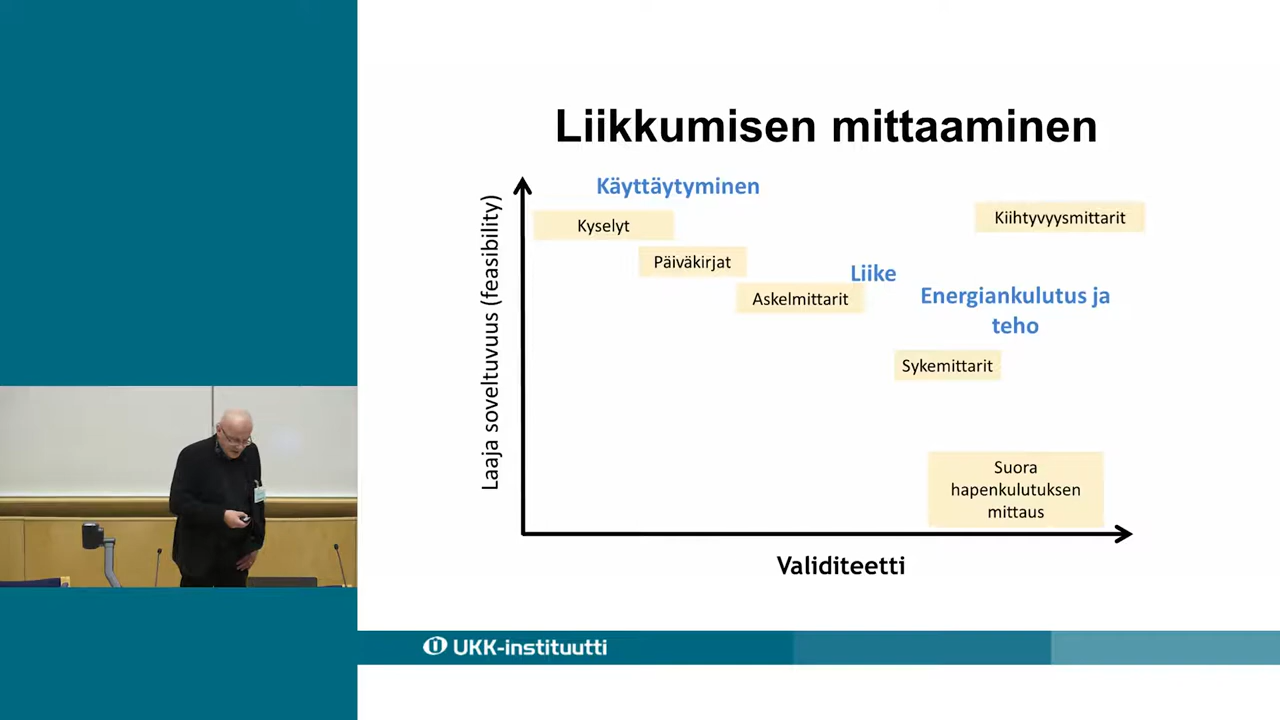 Liikkumisen mittaaminen
Käyttäytyminen
Kyselyt
Kiihtyvyysmittarit
Päiväkirjat
Liike
Askelmittarit
Energiankulutus ja
teho
Sykemittarit
Suora
hapenkulutuksen
mittaus
Laaja soveltuvuus (feasibility)
Validiteetti
UKK-instituutti